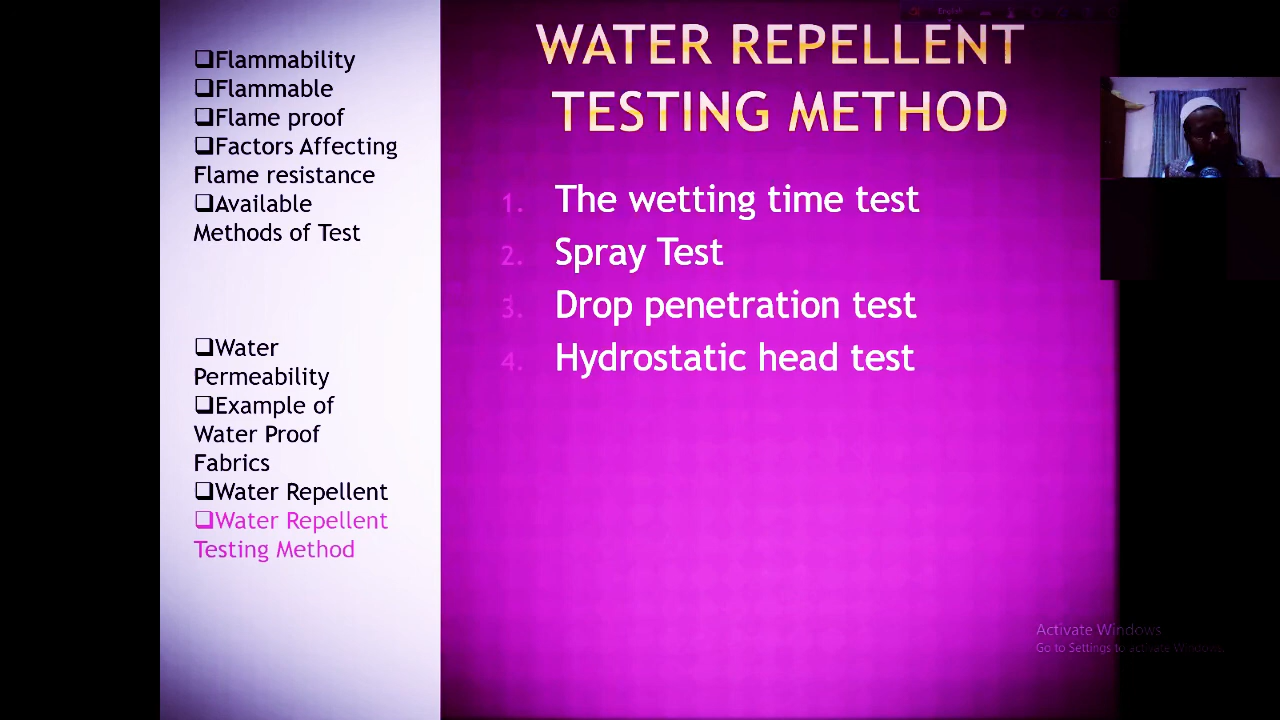 ❑Flammability
❑Flammable
❑Flame proof
❑Factors Affecting
Flame resistance
❑Available
Methods of Test
❑Water
Permeability
❑Example of
Water Proof
Fabrics
❑Water Repellent
❑Water Repellent
Testing Method
WATER REPELLENT
TESTING METHOD
1. The wetting time test
2. Spray Test
3. Drop penetration test
4. Hydrostatic head test
English
Activate Windows
Go to Settings to activate Windows.